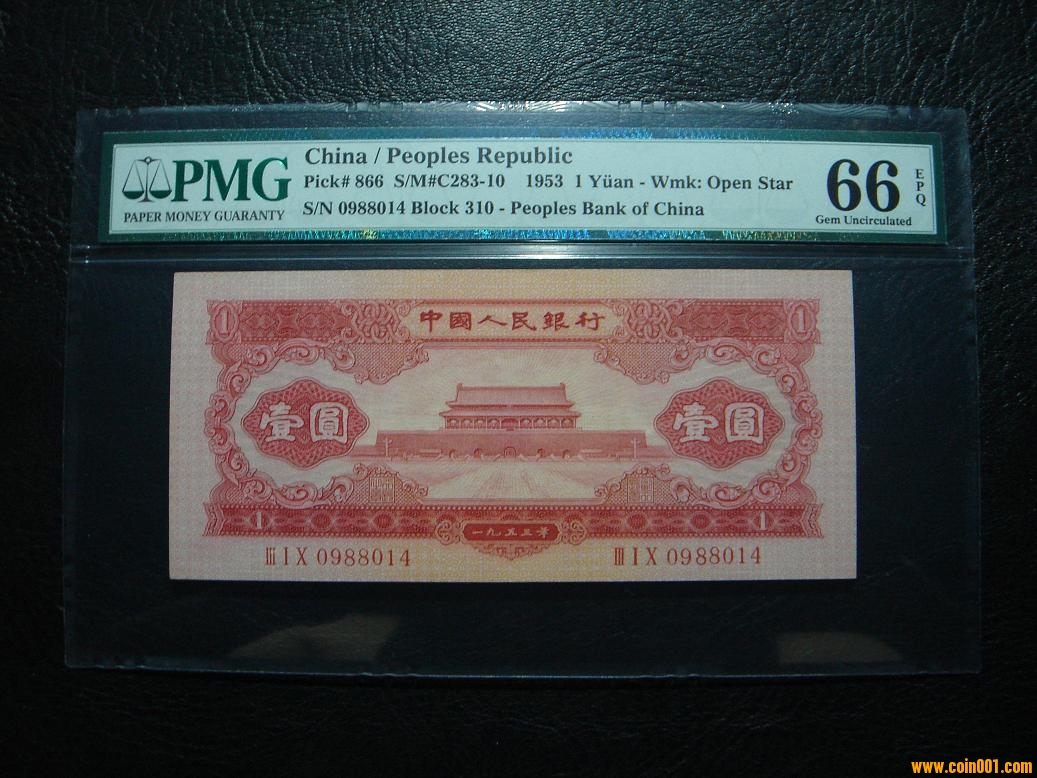 PMG
PAPER MONEY GUARANTY
China / Peoples Republic
Pick# 866 S/M#C283-10 1953 1 Yüan - Wmk: Open Star
S/N 0988014 Block 310 - Peoples Bank of China
66
EPQ
Gem Uncirculated
1 中國人民銀行 1
壹圓 壹圓
1 一九五三年 1
III I X 0988014 III I X 0988014
www.coin001.com